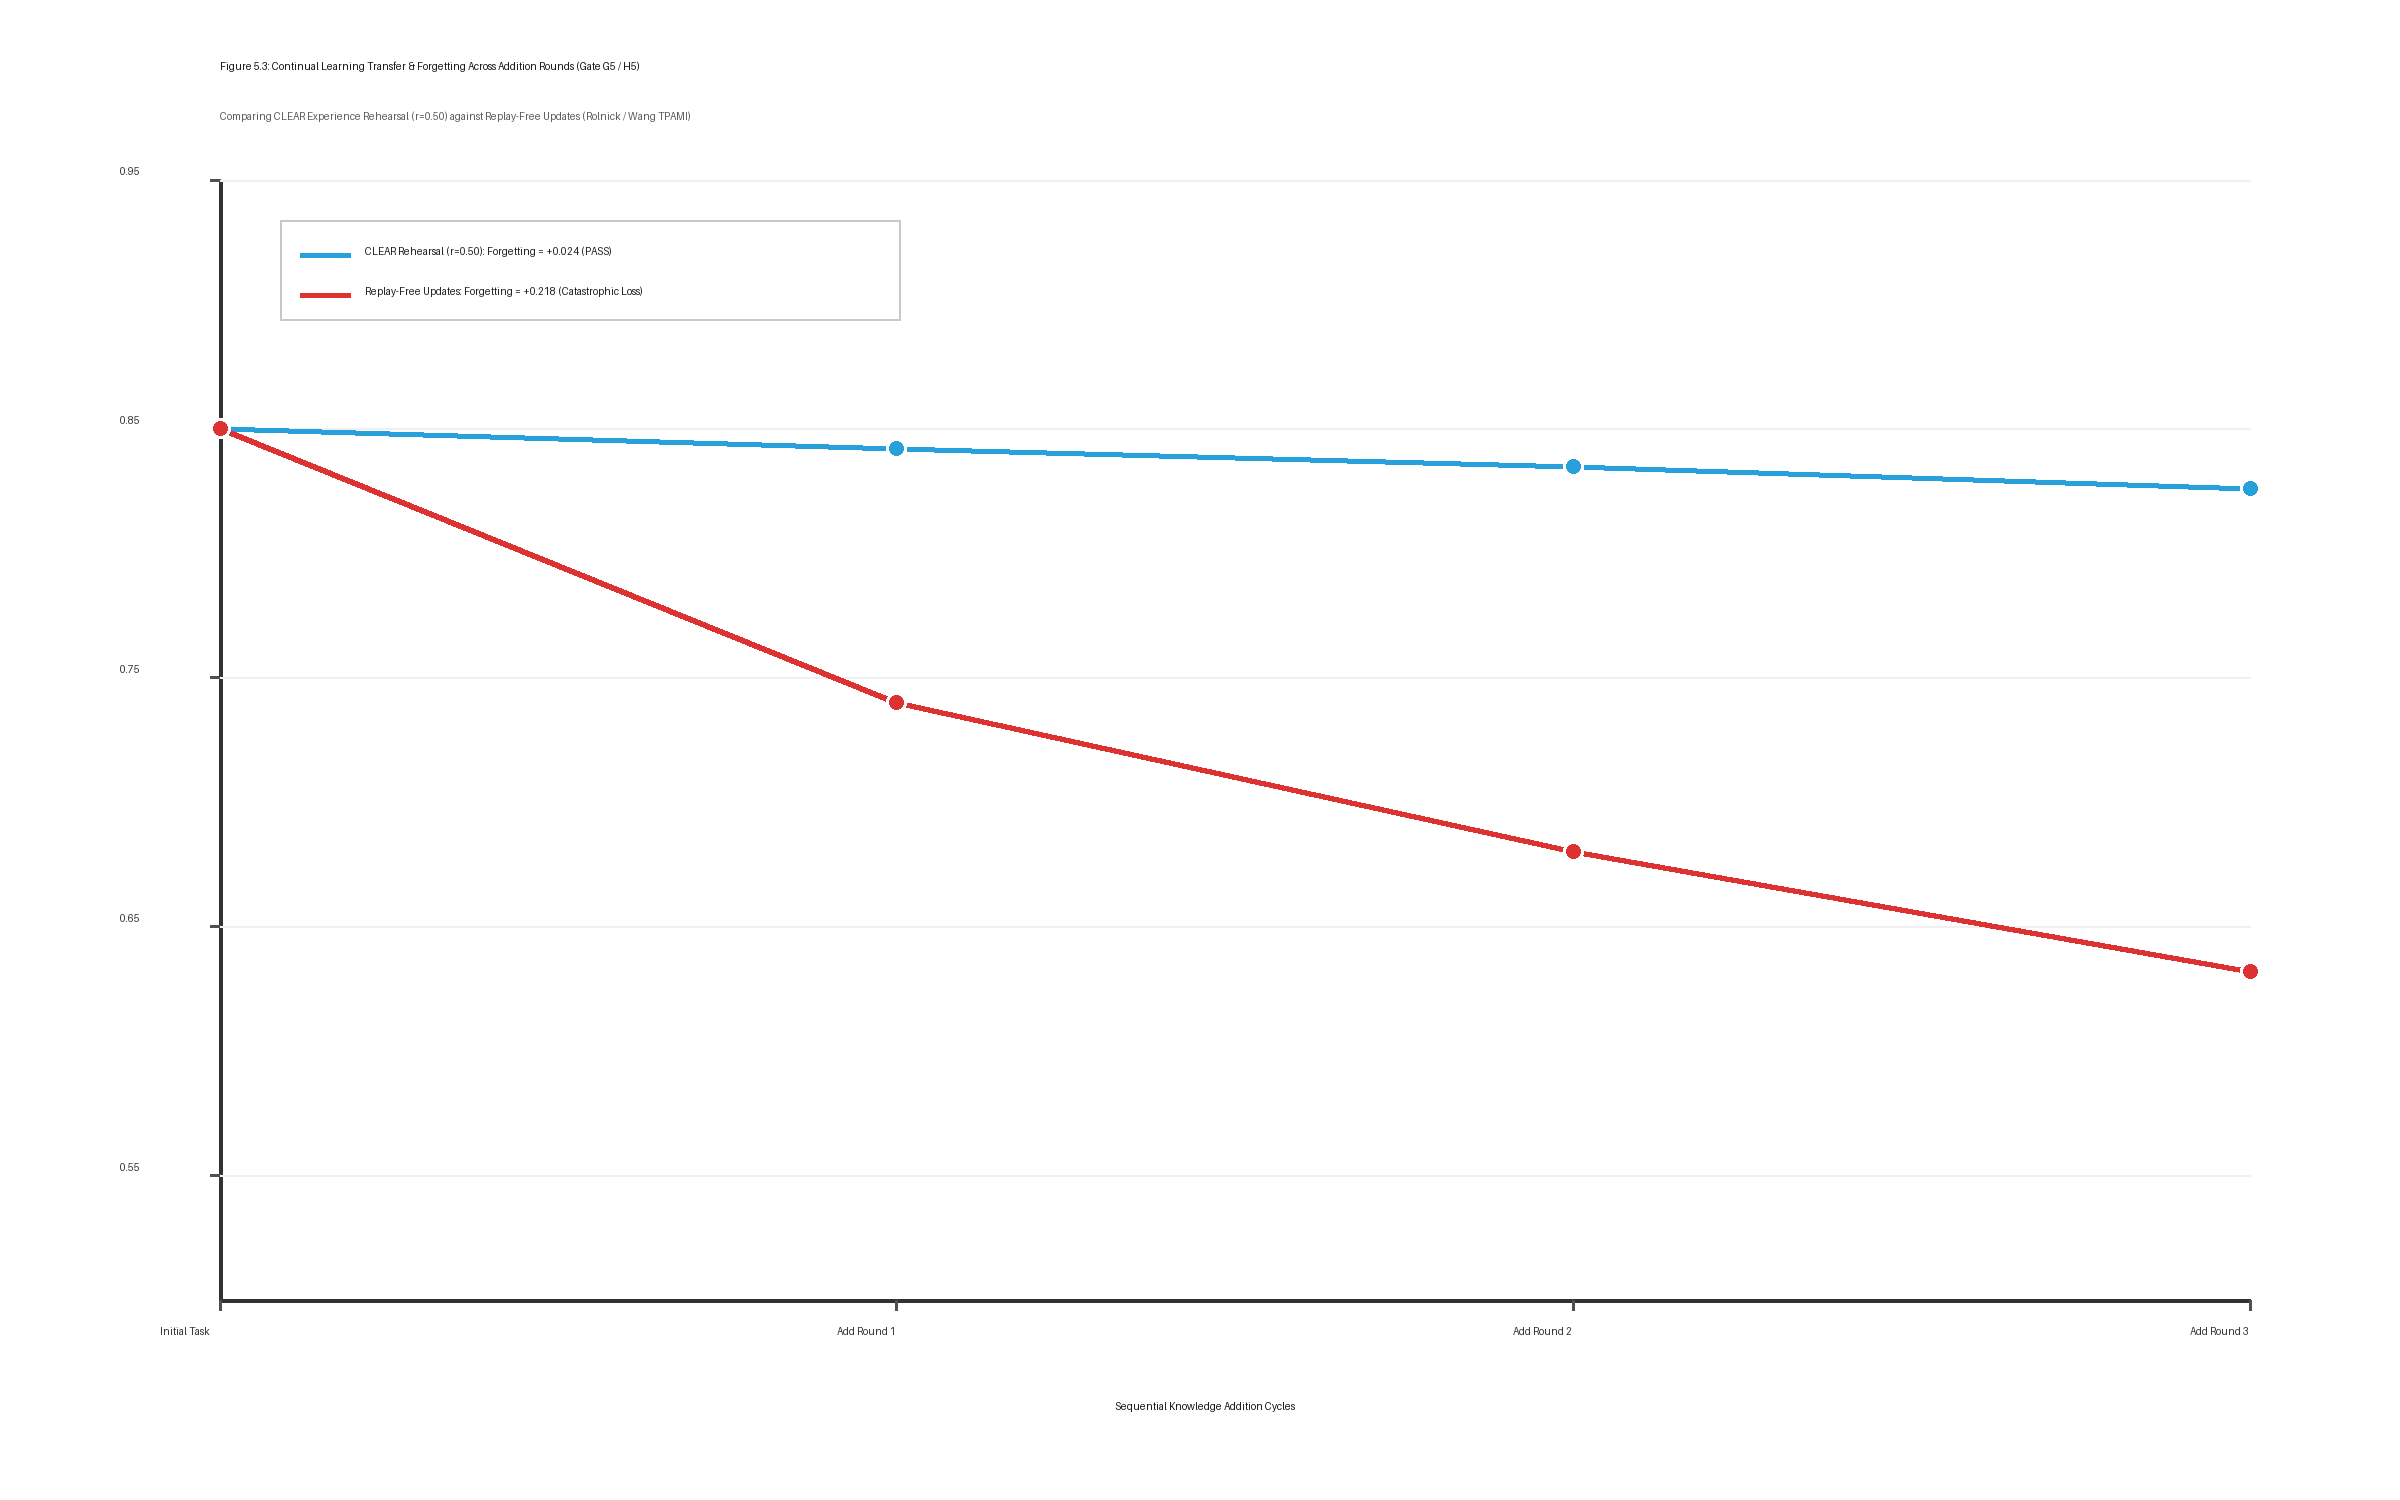 Figure 5.3: Continual Learning Transfer & Forgetting Across Addition Rounds (Gate G5 / H5)
Comparing CLEAR Experience Rehearsal (r=0.50) against Replay-Free Updates (Rolnick / Wang TPAMI)
0.95
CLEAR Rehearsal (r=0.50): Forgetting = +0.024 (PASS)
Replay-Free Updates: Forgetting = +0.218 (Catastrophic Loss)
0.85
0.75
0.65
0.55
Initial Task
Add Round 1
Add Round 2
Add Round 3
Sequential Knowledge Addition Cycles